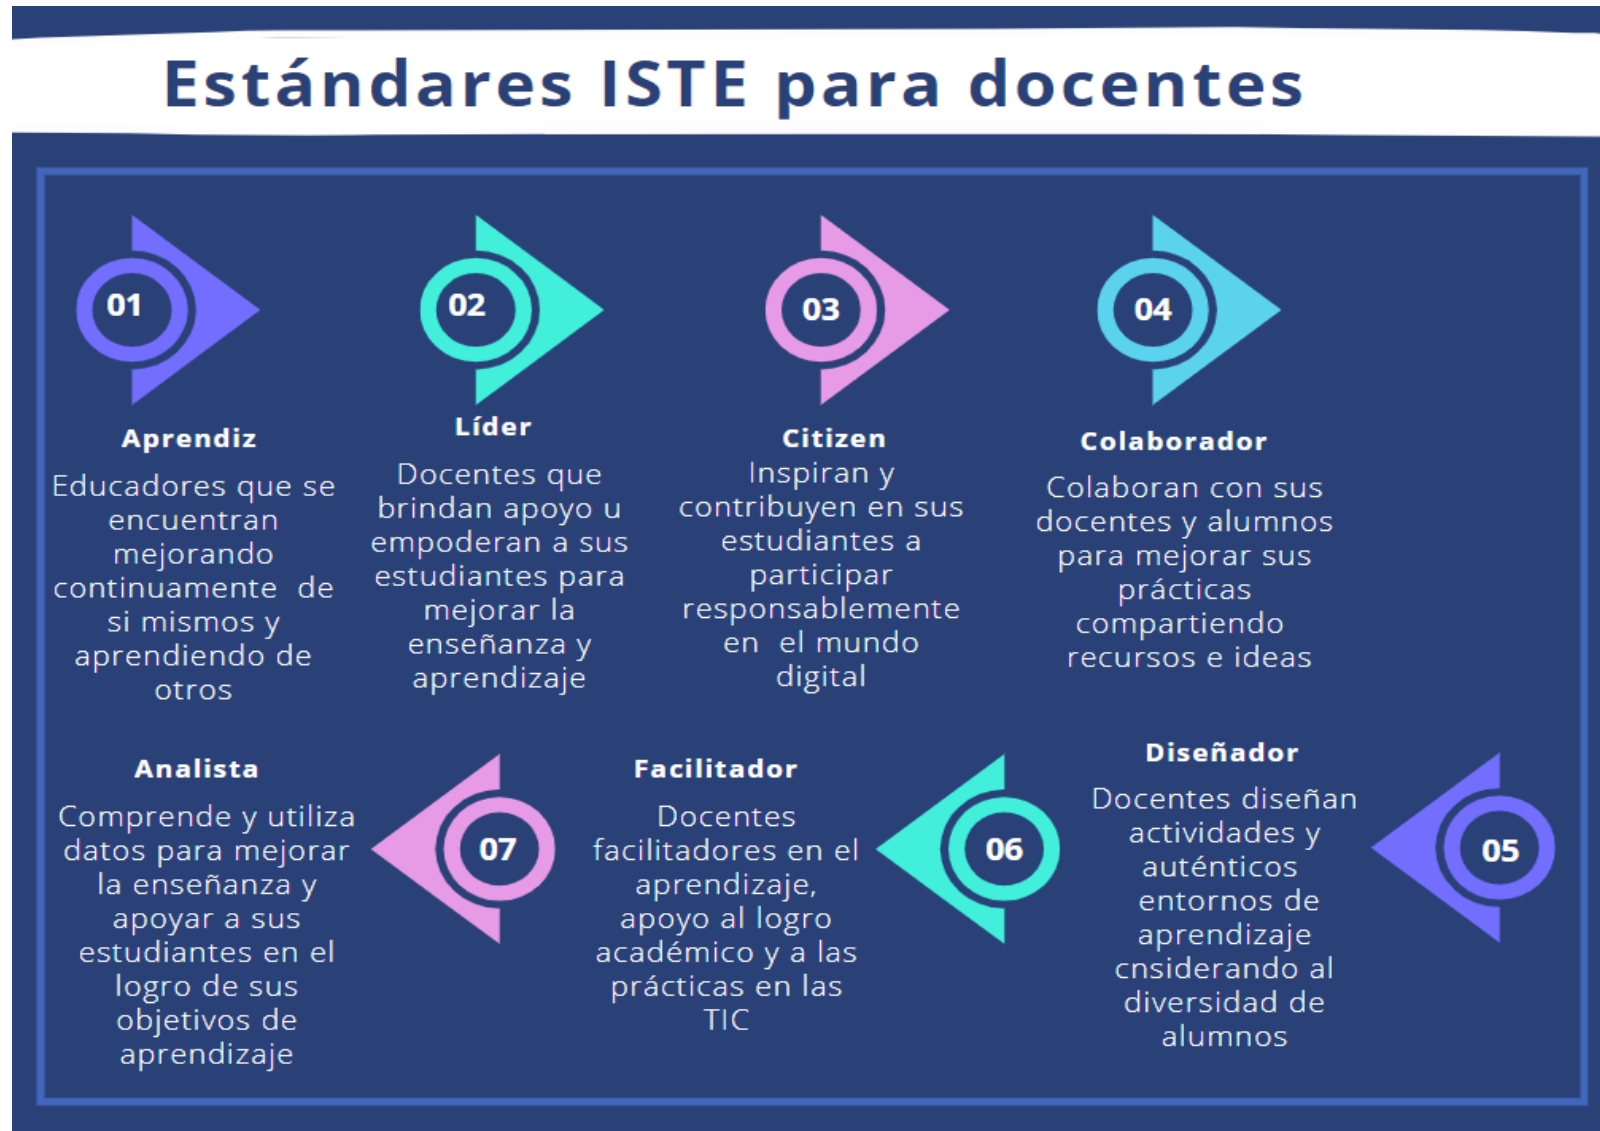 Estándares ISTE para docentes
01
Aprendiz
Educadores que se
encuentran
mejorando
continuamente  de
si mismos y
aprendiendo de
otros
02
Líder
Docentes que
brindan apoyo u
empoderan a sus
estudiantes para
mejorar la
enseñanza y
aprendizaje
03
Citizen
Inspiran y
contribuyen en sus
estudiantes a
participar
responsablemente
en  el mundo
digital
04
Colaborador
Colaboran con sus
docentes y alumnos
para mejorar sus
prácticas
compartiendo
recursos e ideas
05
Diseñador
Docentes diseñan
actividades y
auténticos
entornos de
aprendizaje
cnsiderando al
diversidad de
alumnos
06
Facilitador
Docentes
facilitadores en el
aprendizaje,
apoyo al logro
académico y a las
prácticas en las
TIC
07
Analista
Comprende y utiliza
datos para mejorar
la enseñanza y
apoyar a sus
estudiantes en el
logro de sus
objetivos de
aprendizaje